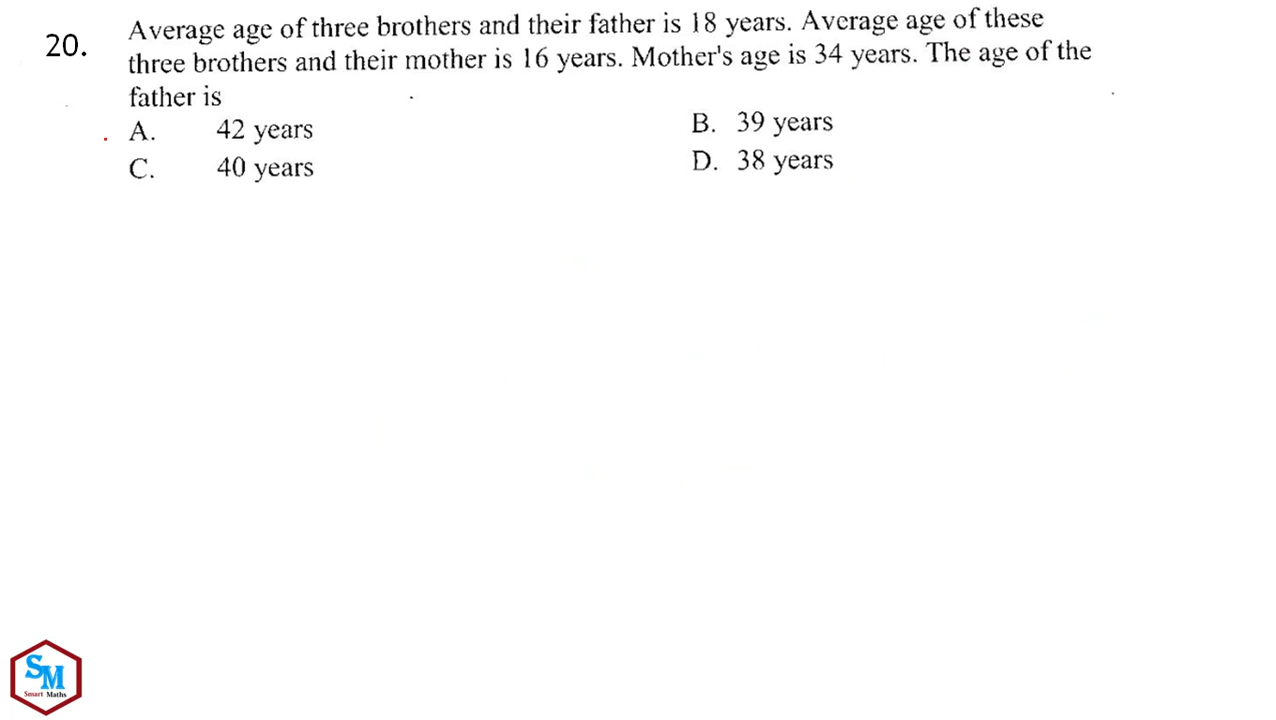 20.
Average age of three brothers and their father is 18 years. Average age of these
three brothers and their mother is 16 years. Mother's age is 34 years. The age of the
father is
A. 42 years
B. 39 years
C. 40 years
D. 38 years
SM
Smart Maths